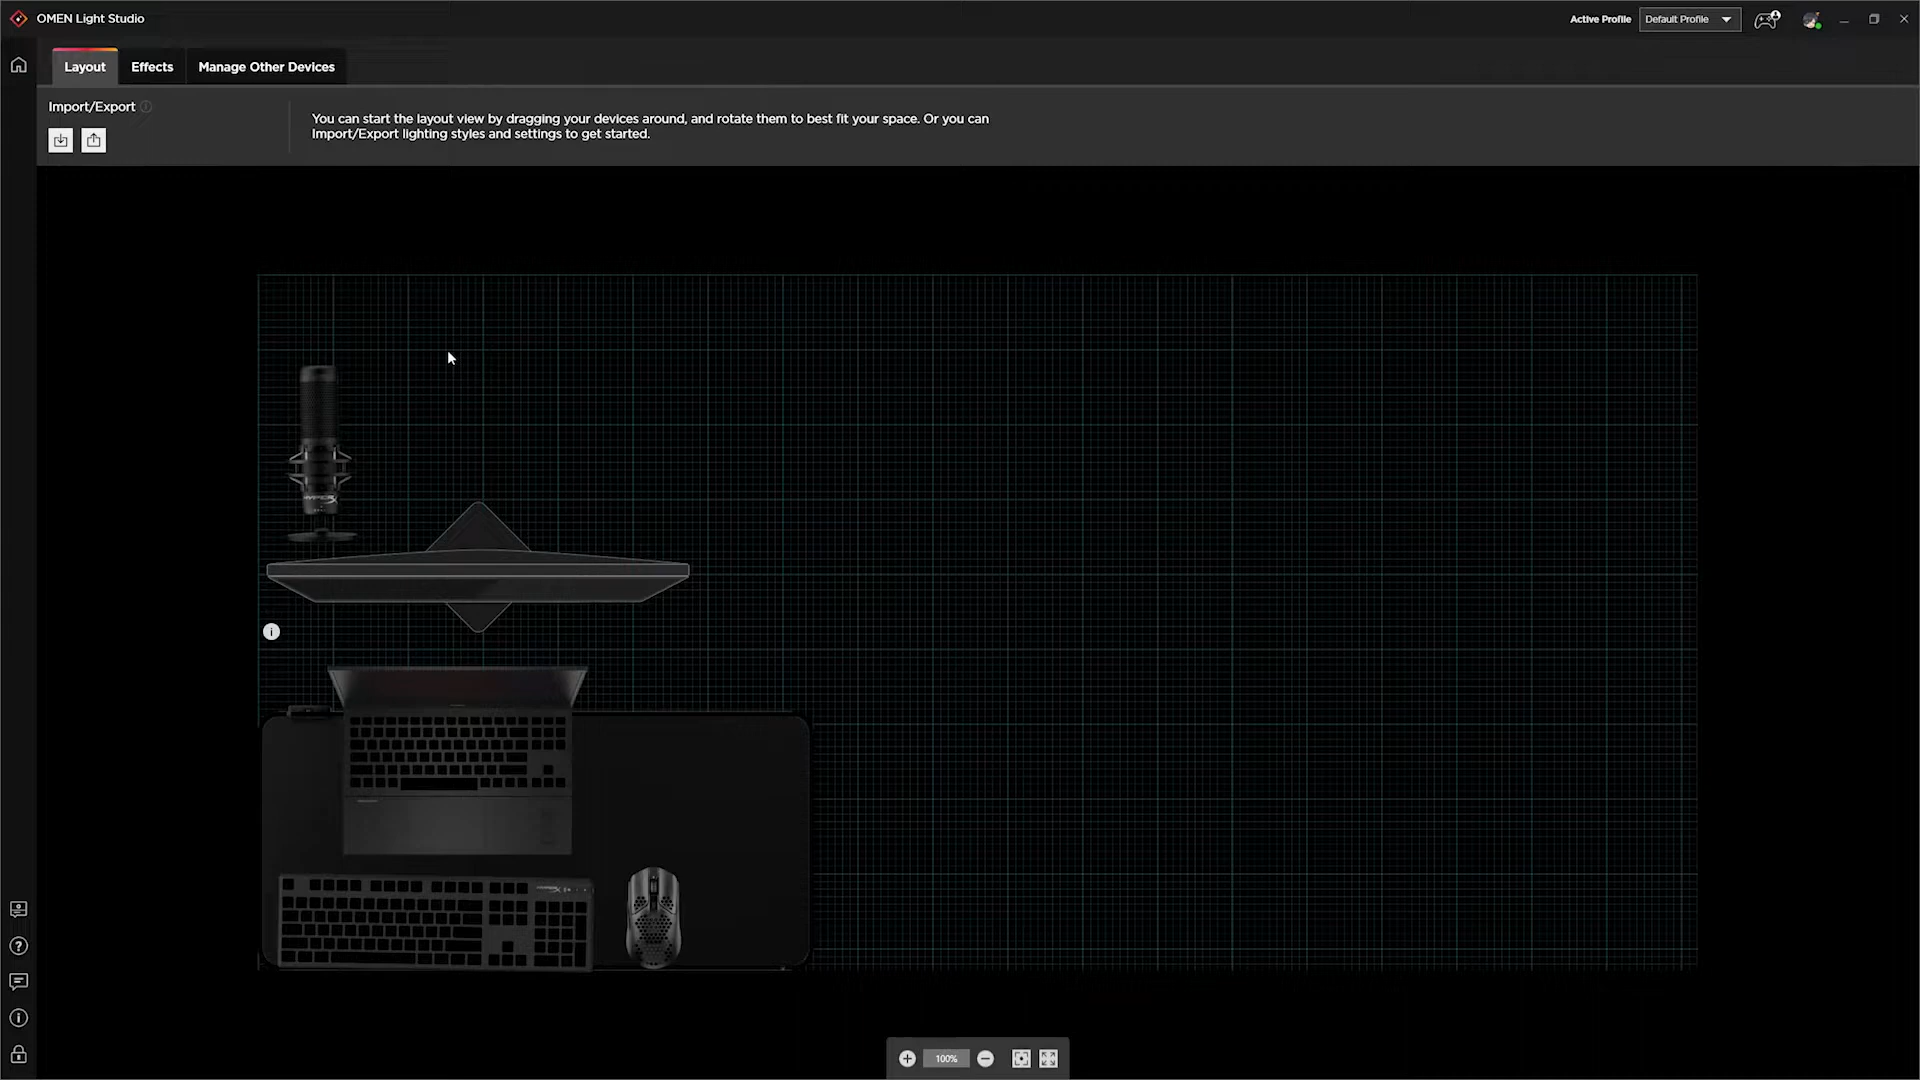 OMEN Light Studio
Active Profile
Default Profile
Layout
Effects
Manage Other Devices
Import/Export
You can start the layout view by dragging your devices around, and rotate them to best fit your space. Or you can
Import/Export lighting styles and settings to get started.
HYPERX
HYPERX
100%